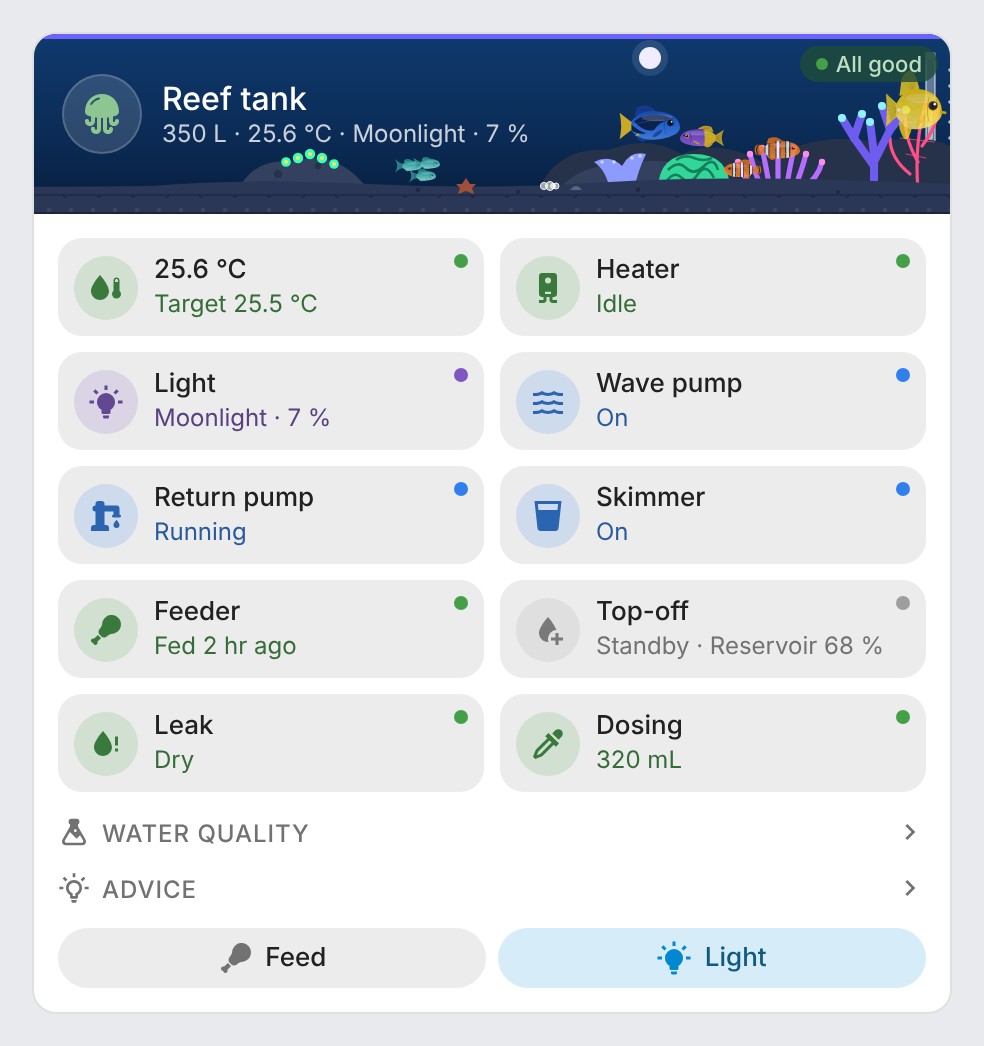 All good
Reef tank
350 L · 25.6 °C · Moonlight · 7 %
25.6 °C
Target 25.5 °C
Heater
Idle
Light
Moonlight · 7 %
Wave pump
On
Return pump
Running
Skimmer
On
Feeder
Fed 2 hr ago
Top-off
Standby · Reservoir 68 %
Leak
Dry
Dosing
320 mL
WATER QUALITY
ADVICE
Feed
Light